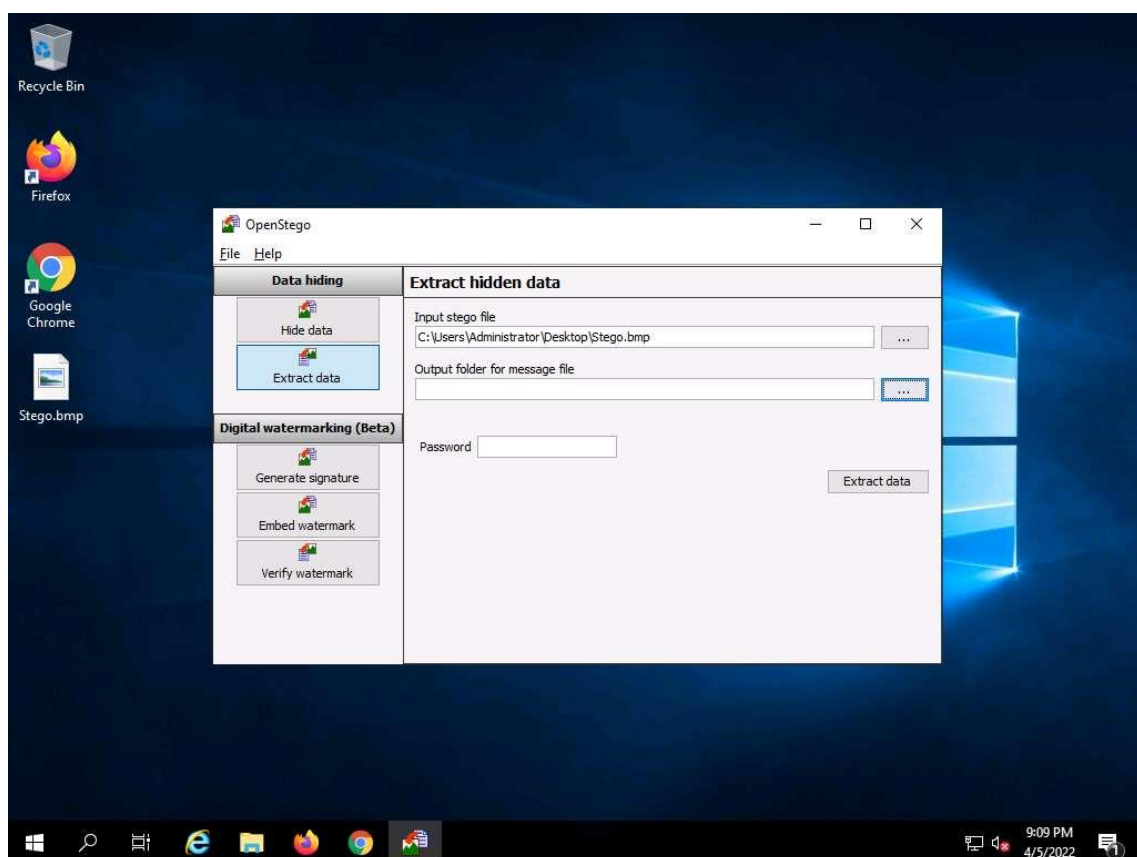 Recycle Bin
Firefox
Google
Chrome
Stego.bmp
OpenStego
File Help
Data hiding
Hide data
Extract data
Digital watermarking (Beta)
Generate signature
Embed watermark
Verify watermark
Extract hidden data
Input stego file
C:\Users\Administrator\Desktop\Stego.bmp
...
Output folder for message file
...
Password
Extract data
9:09 PM
4/5/2022
1